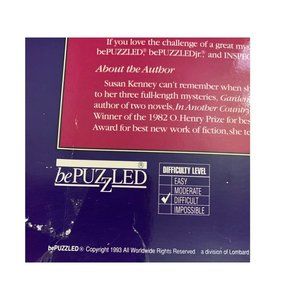 If you love the challenge of a great my
bePUZZLED,® bePUZZLEDjr.,® and INSPE
About the Author
Susan Kenney can't remember when sh
to her three full-length mysteries, Garden
author of two novels, In Another Country
Winner of the 1982 O. Henry Prize for bes
Award for best new work of fiction, she te
bePUZZLED®
DIFFICULTY LEVEL
EASY
MODERATE
DIFFICULT
IMPOSSIBLE
bePUZZLED® Copyright 1993 All Worldwide Rights Reserved a division of Lombard